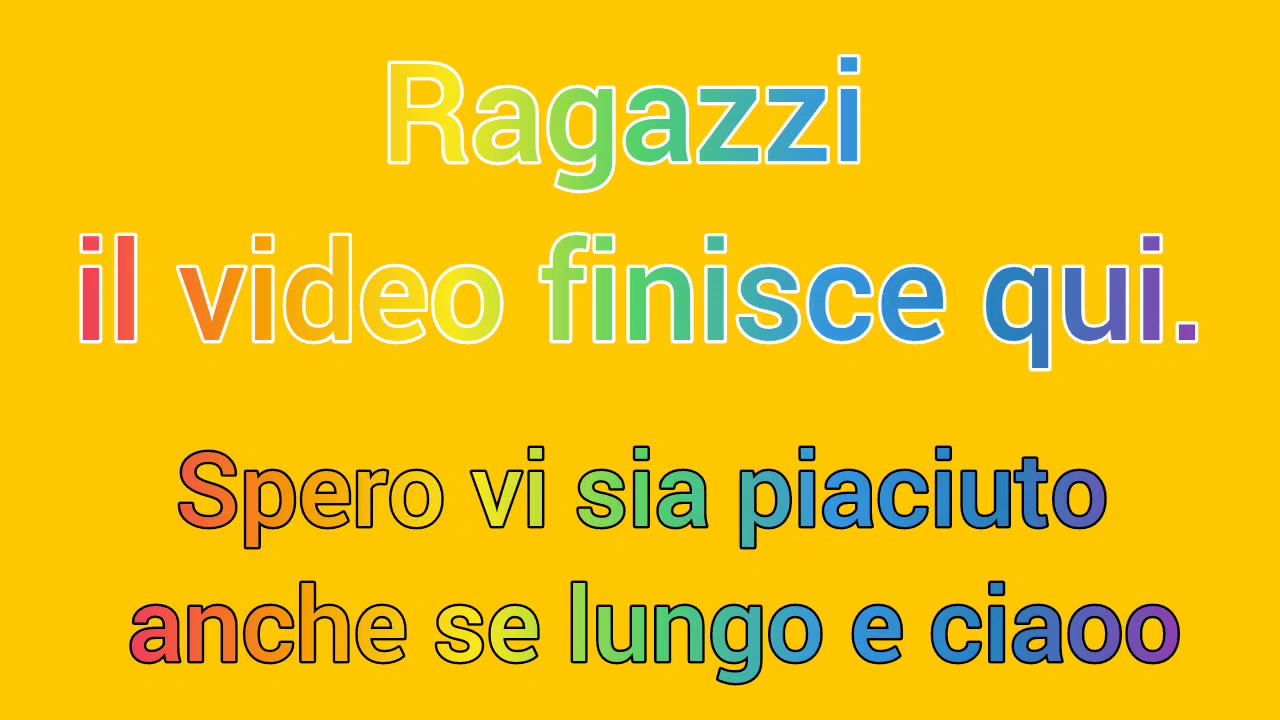 Ragazzi
il video finisce qui.
Spero vi sia piaciuto
anche se lungo e ciaoo